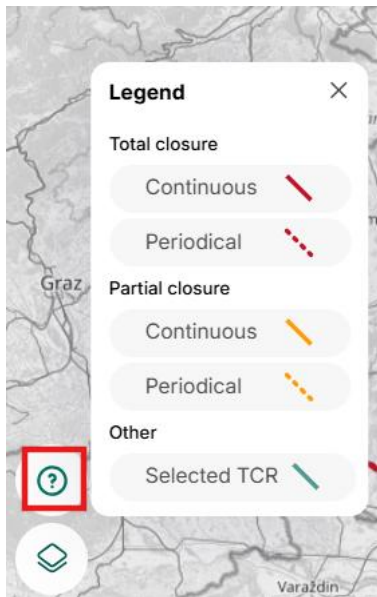 Legend
Total closure
Continuous
Periodical
Graz
Partial closure
Continuous
Periodical
Other
Selected TCR
?
Varaždin